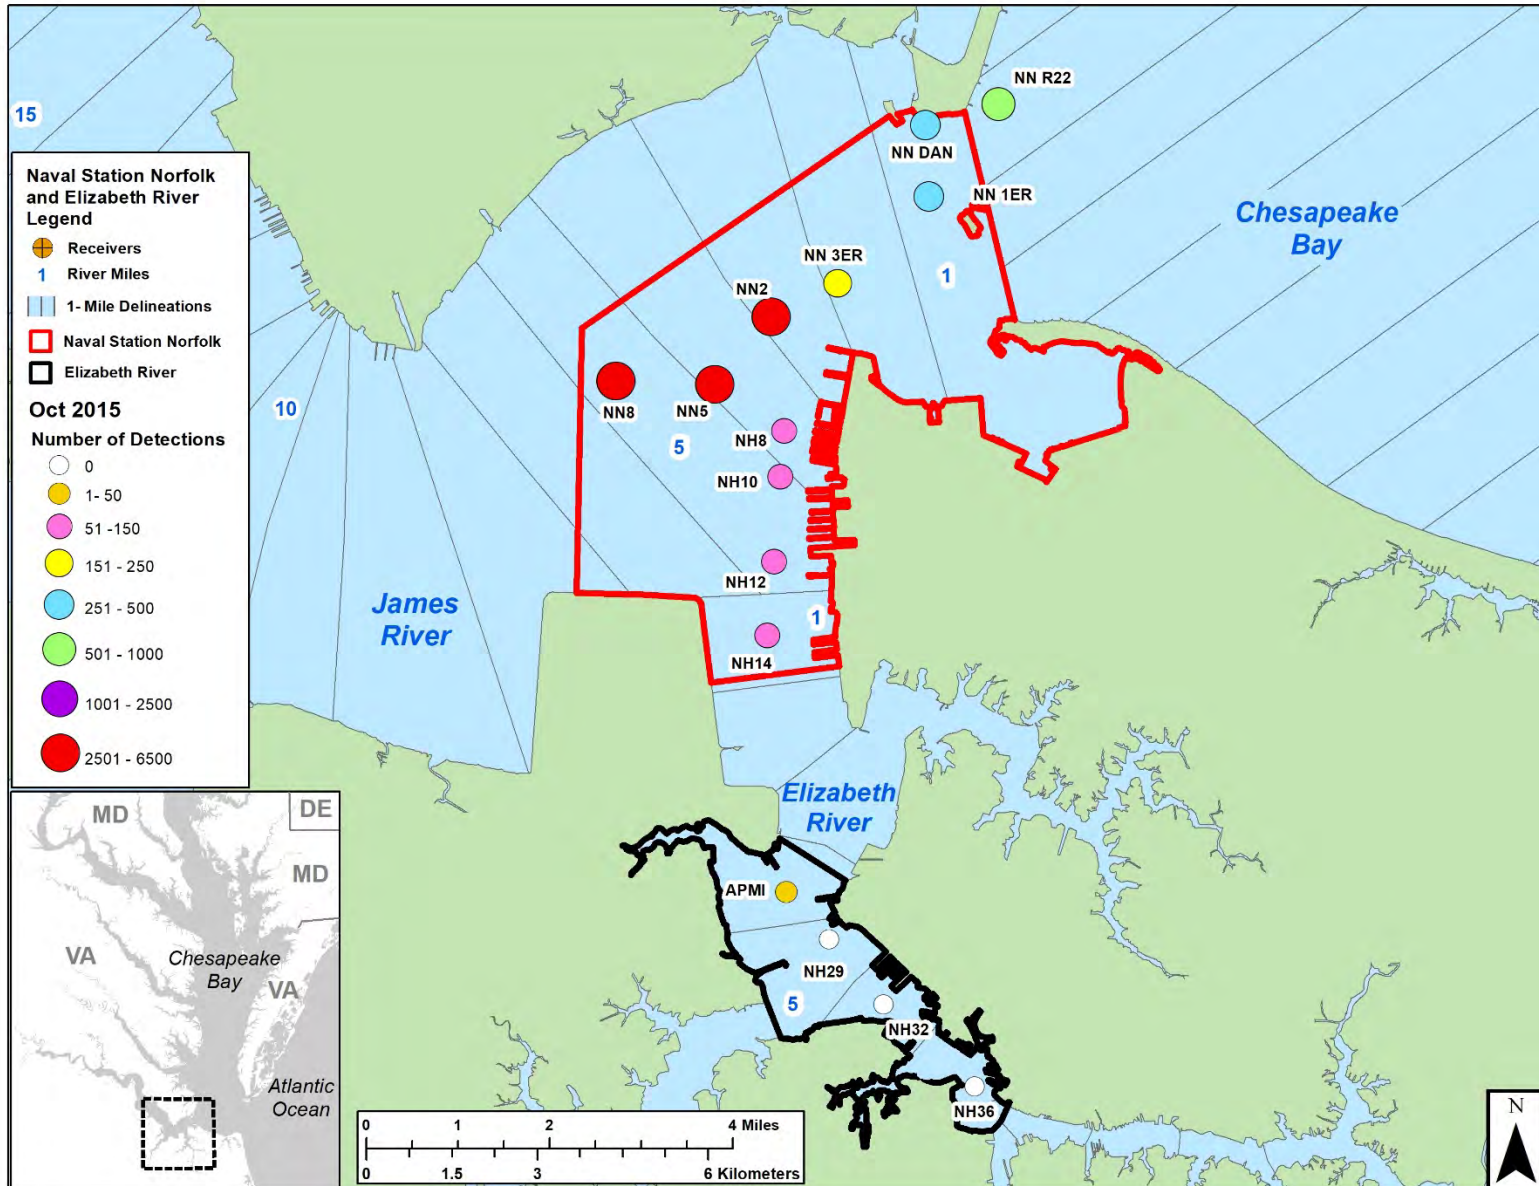 15
NN R22
NN DAN
NN 1ER
Chesapeake
Bay
1
NN 3ER
NN2
NN8
NN5
10
5
NH8
NH10
NH12
James
River
1
NH14
Elizabeth
River
APMI
NH29
5
NH32
NH36
Naval Station Norfolk
and Elizabeth River
Legend
Receivers
1 River Miles
1- Mile Delineations
Naval Station Norfolk
Elizabeth River
Oct 2015
Number of Detections
0
1- 50
51 -150
151 - 250
251 - 500
501 - 1000
1001 - 2500
2501 - 6500
MD
DE
MD
VA
Chesapeake
Bay
VA
Atlantic
Ocean
0 1 2 4 Miles
0 1.5 3 6 Kilometers
N